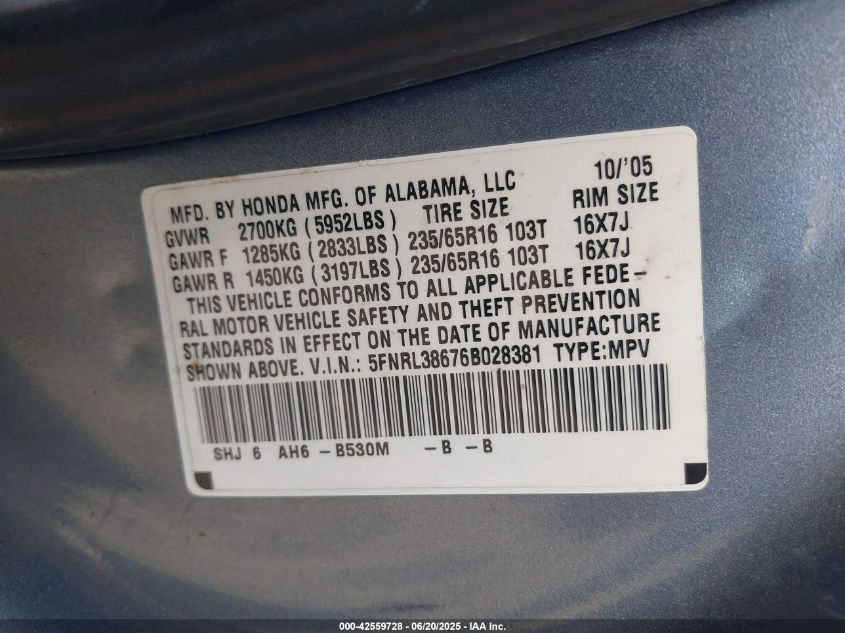 MFD. BY HONDA MFG. OF ALABAMA, LLC 10/'05
GVWR 2700KG (5952LBS) TIRE SIZE RIM SIZE
GAWR F 1285KG (2833LBS) 235/65R16 103T 16X7J
GAWR R 1450KG (3197LBS) 235/65R16 103T 16X7J
THIS VEHICLE CONFORMS TO ALL APPLICABLE FEDE-
RAL MOTOR VEHICLE SAFETY AND THEFT PREVENTION
STANDARDS IN EFFECT ON THE DATE OF MANUFACTURE
SHOWN ABOVE. V.I.N.: 5FNRL38676B028381 TYPE:MPV
SHJ 6 AH6 -B530M -B -B
000-42559728 - 06/20/2025 - IAA Inc.